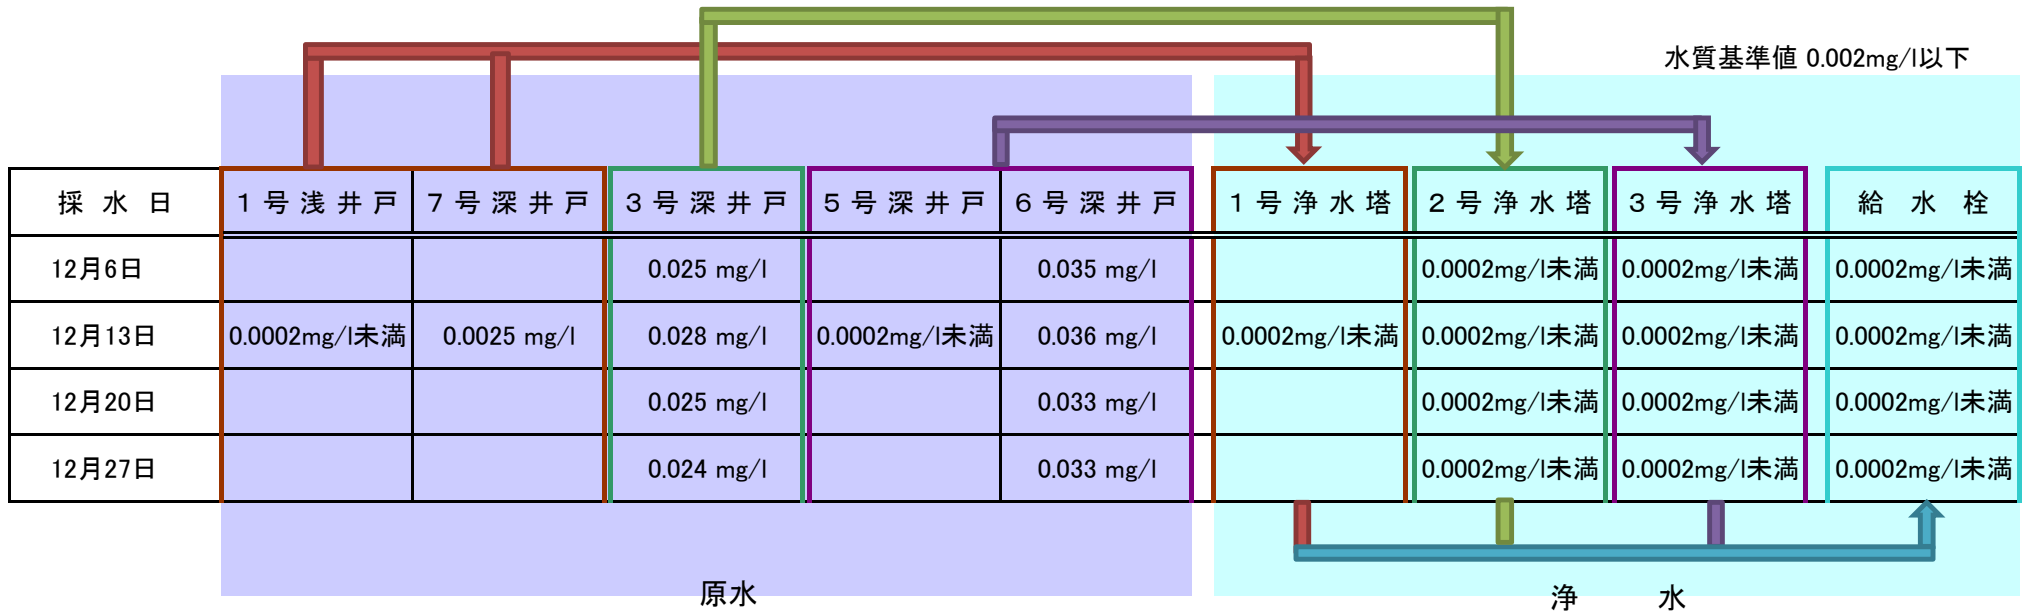 水質基準値 0.002mg/l以下
採 水 日 1 号 浅 井 戸 7 号 深 井 戸 3 号 深 井 戸 5 号 深 井 戸 6 号 深 井 戸 1 号 浄 水 塔 2 号 浄 水 塔 3 号 浄 水 塔 給 水 栓
12月6日 0.025 mg/l 0.035 mg/l 0.0002mg/l未満 0.0002mg/l未満 0.0002mg/l未満
12月13日 0.0002mg/l未満 0.0025 mg/l 0.028 mg/l 0.0002mg/l未満 0.036 mg/l 0.0002mg/l未満 0.0002mg/l未満 0.0002mg/l未満 0.0002mg/l未満
12月20日 0.025 mg/l 0.033 mg/l 0.0002mg/l未満 0.0002mg/l未満 0.0002mg/l未満
12月27日 0.024 mg/l 0.033 mg/l 0.0002mg/l未満 0.0002mg/l未満 0.0002mg/l未満
原水 浄 水